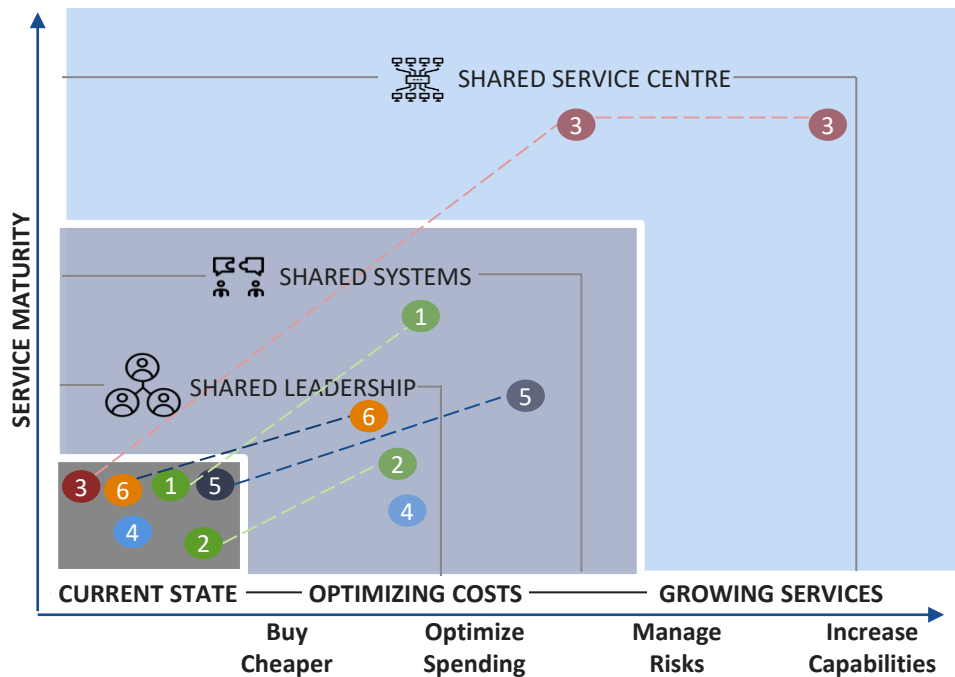 SHARED SERVICE CENTRE
3
3
SERVICE MATURITY
SHARED SYSTEMS
1
SHARED LEADERSHIP
5
6
2
3
6
1
5
4
4
2
CURRENT STATE
OPTIMIZING COSTS
GROWING SERVICES
Buy
Cheaper
Optimize
Spending
Manage
Risks
Increase
Capabilities